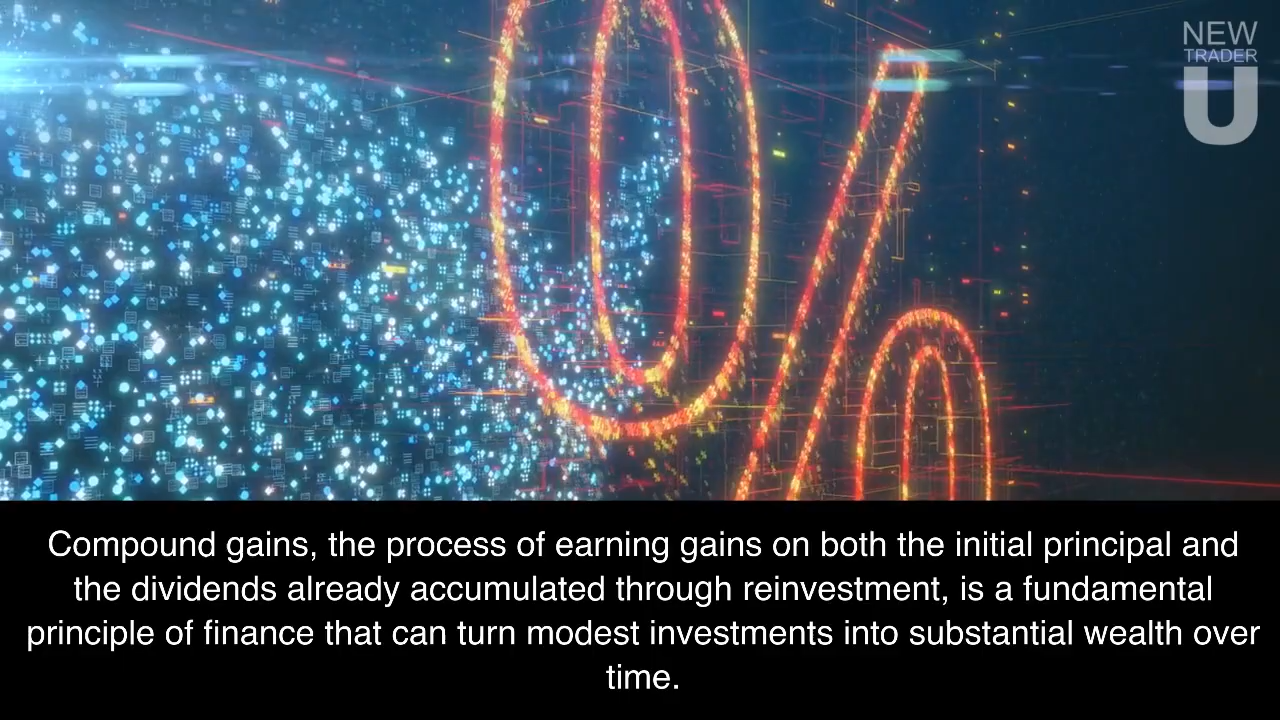 NEW
TRADER
U
%
Compound gains, the process of earning gains on both the initial principal and
the dividends already accumulated through reinvestment, is a fundamental
principle of finance that can turn modest investments into substantial wealth over
time.